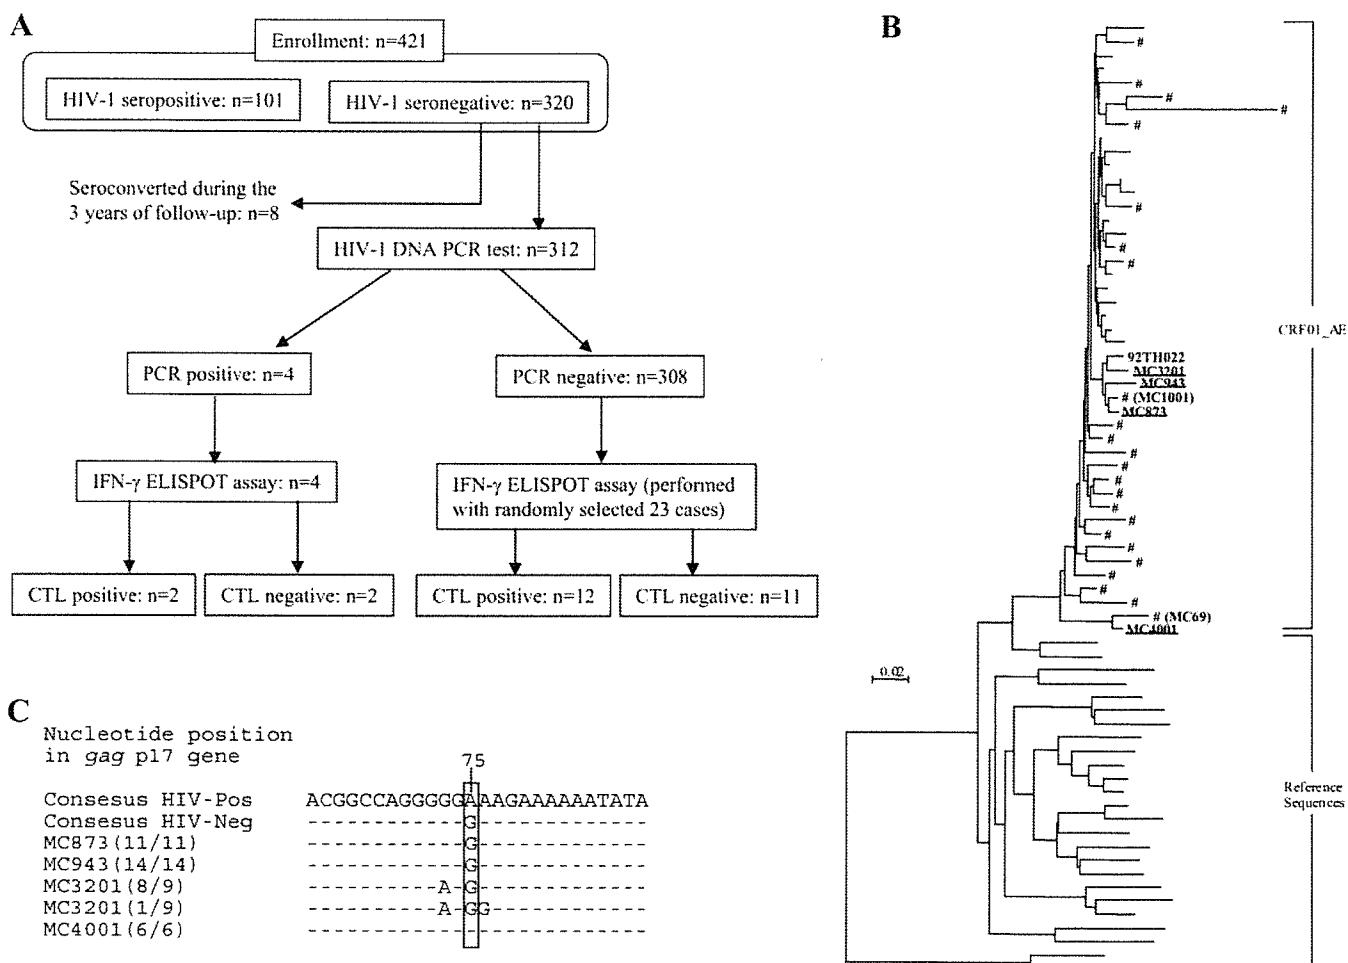 A
Enrollment: n=421
HIV-1 seropositive: n=101
HIV-1 seronegative: n=320
Seroconverted during the
3 years of follow-up: n=8
HIV-1 DNA PCR test: n=312
PCR positive: n=4
PCR negative: n=308
IFN-γ ELISPOT assay: n=4
IFN-γ ELISPOT assay (performed
with randomly selected 23 cases)
CTL positive: n=2
CTL negative: n=2
CTL positive: n=12
CTL negative: n=11
B
#
#
#
#
#
#
#
#
CRF01_AE
92TH022
MC3201
MC943
# (MC1001)
MC873
#
#
#
#
#
#
#
#
#
#
#
#
#
#
# (MC69)
MC4001
0.02
Reference
Sequences
C
Nucleotide position
in gag p17 gene
75
Consesus HIV-Pos ACGGCCAGGGGGAAAGAAAAAATATA
Consesus HIV-Neg ------------G-------------
MC873(11/11) ------------G-------------
MC943(14/14) ------------G-------------
MC3201(8/9) ----------A-G-------------
MC3201(1/9) ----------A-GG------------
MC4001(6/6) --------------------------